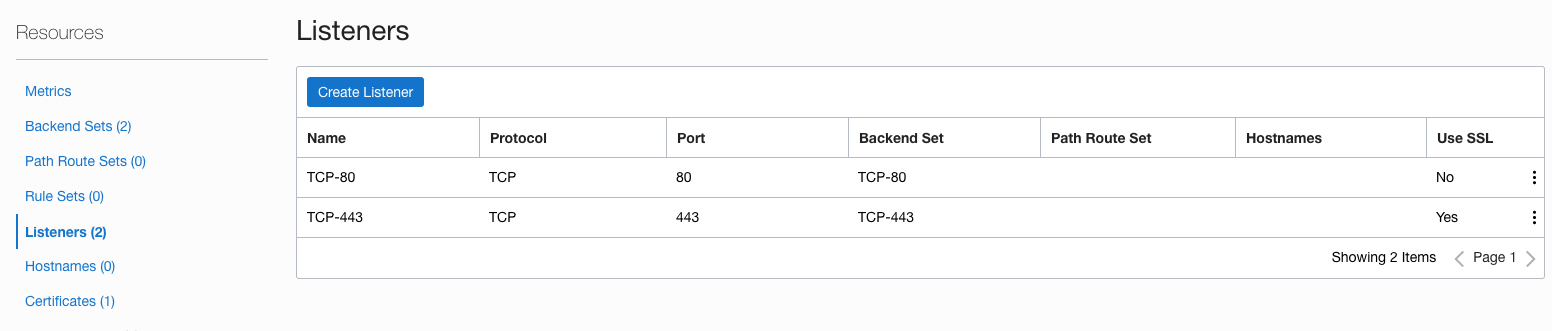 Resources
Listeners
Metrics
Backend Sets (2)
Path Route Sets (0)
Rule Sets (0)
Listeners (2)
Hostnames (0)
Certificates (1)
Create Listener
Name Protocol Port Backend Set Path Route Set Hostnames Use SSL
TCP-80 TCP 80 TCP-80 No
TCP-443 TCP 443 TCP-443 Yes
Showing 2 Items Page 1